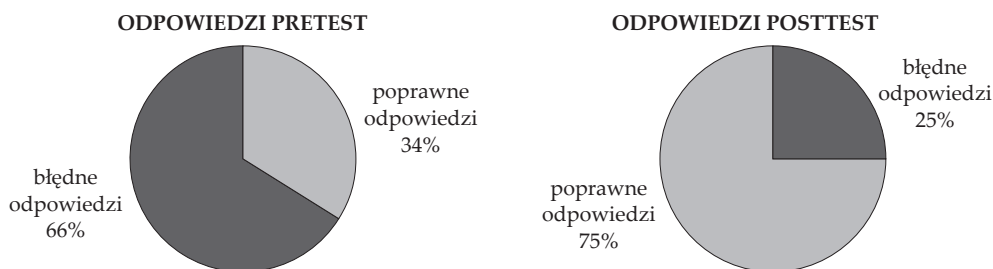 ODPOWIEDZI PRETEST
poprawne
odpowiedzi
34%
błędne
odpowiedzi
66%
ODPOWIEDZI POSTTEST
błędne
odpowiedzi
25%
poprawne
odpowiedzi
75%